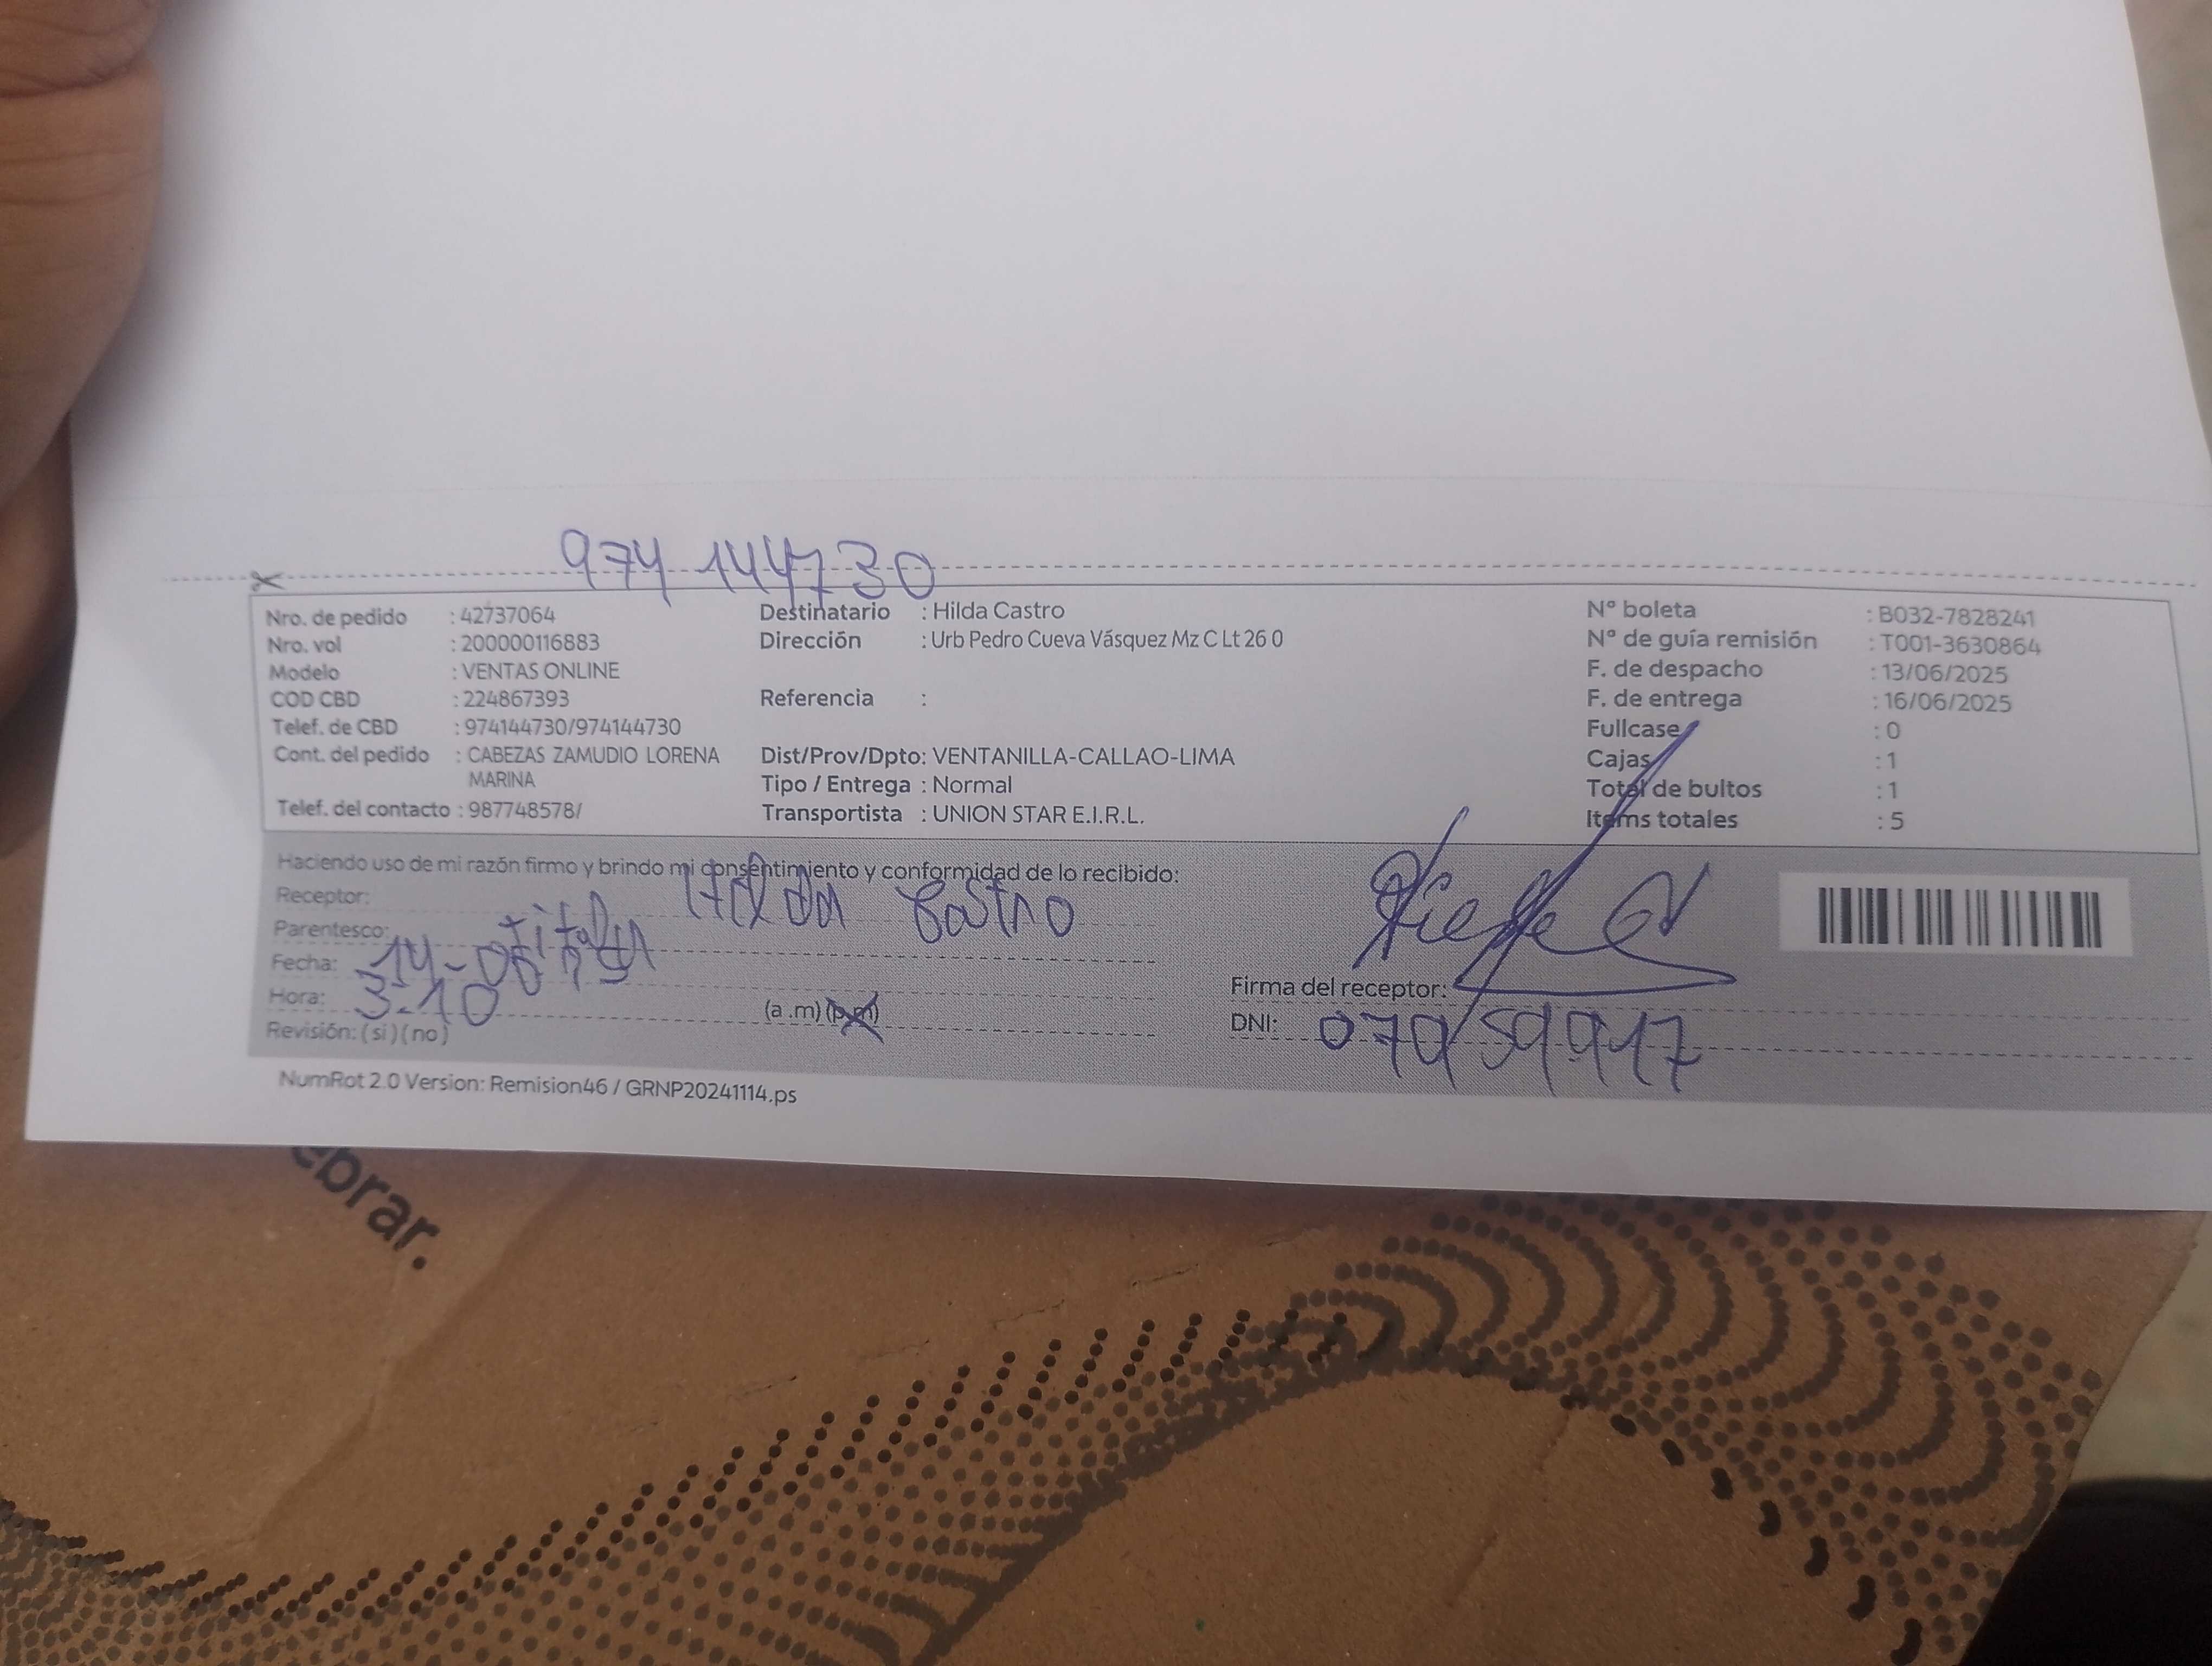 974 144730
Nro. de pedido : 42737064
Nro. vol : 200000116883
Modelo : VENTAS ONLINE
COD CBD : 224867393
Telef. de CBD : 974144730/974144730
Cont. del pedido : CABEZAS ZAMUDIO LORENA
MARINA
Telef. del contacto : 987748578/
Destinatario : Hilda Castro
Dirección : Urb Pedro Cueva Vásquez Mz C Lt 26 0
Referencia :
Dist/Prov/Dpto: VENTANILLA-CALLAO-LIMA
Tipo / Entrega : Normal
Transportista : UNION STAR E.I.R.L.
N° boleta : B032-7828241
N° de guía remisión : T001-3630864
F. de despacho : 13/06/2025
F. de entrega : 16/06/2025
Fullcase : 0
Cajas : 1
Total de bultos : 1
Items totales : 5
Haciendo uso de mi razón firmo y brindo mi consentimiento y conformidad de lo recibido:
Receptor: Hilda Castro
Parentesco: titular
Fecha: 14-06
Hora: 3:10 (a .m) (p.m)
Revisión: ( si ) ( no )
Firma del receptor:
DNI:
NumRot 2.0 Version: Remision46 / GRNP20241114.ps
ebrar.